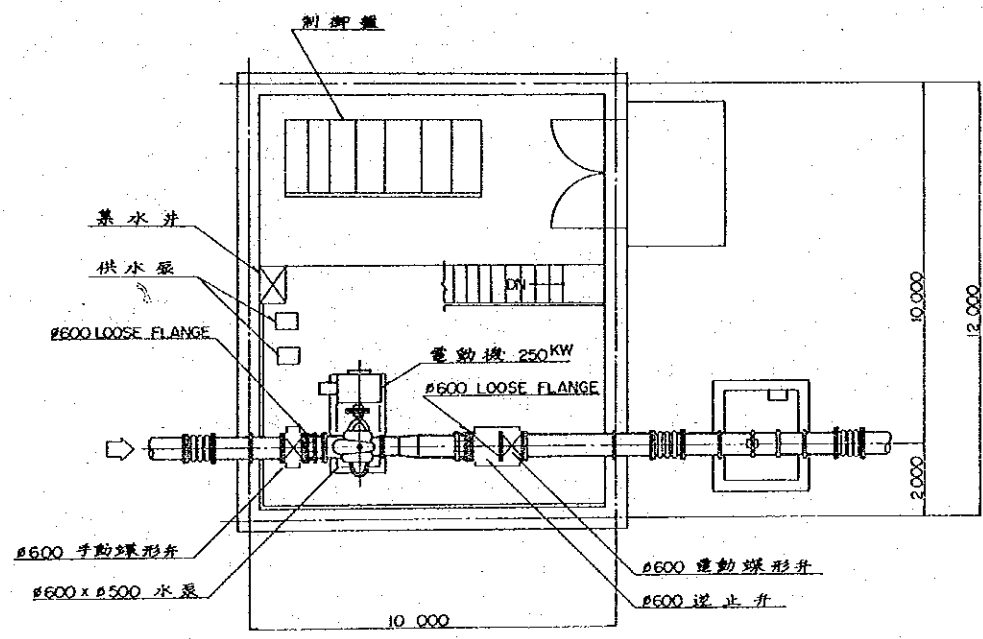 制御盤
集水井
供水泵
ø600 LOOSE FLANGE
DN
電動機 250KW
ø600 LOOSE FLANGE
10,000
12,000
2,000
ø600 手動蝶形弁
ø600 x ø500 水泵
ø600 電動蝶形弁
ø600 逆止弁
10 000